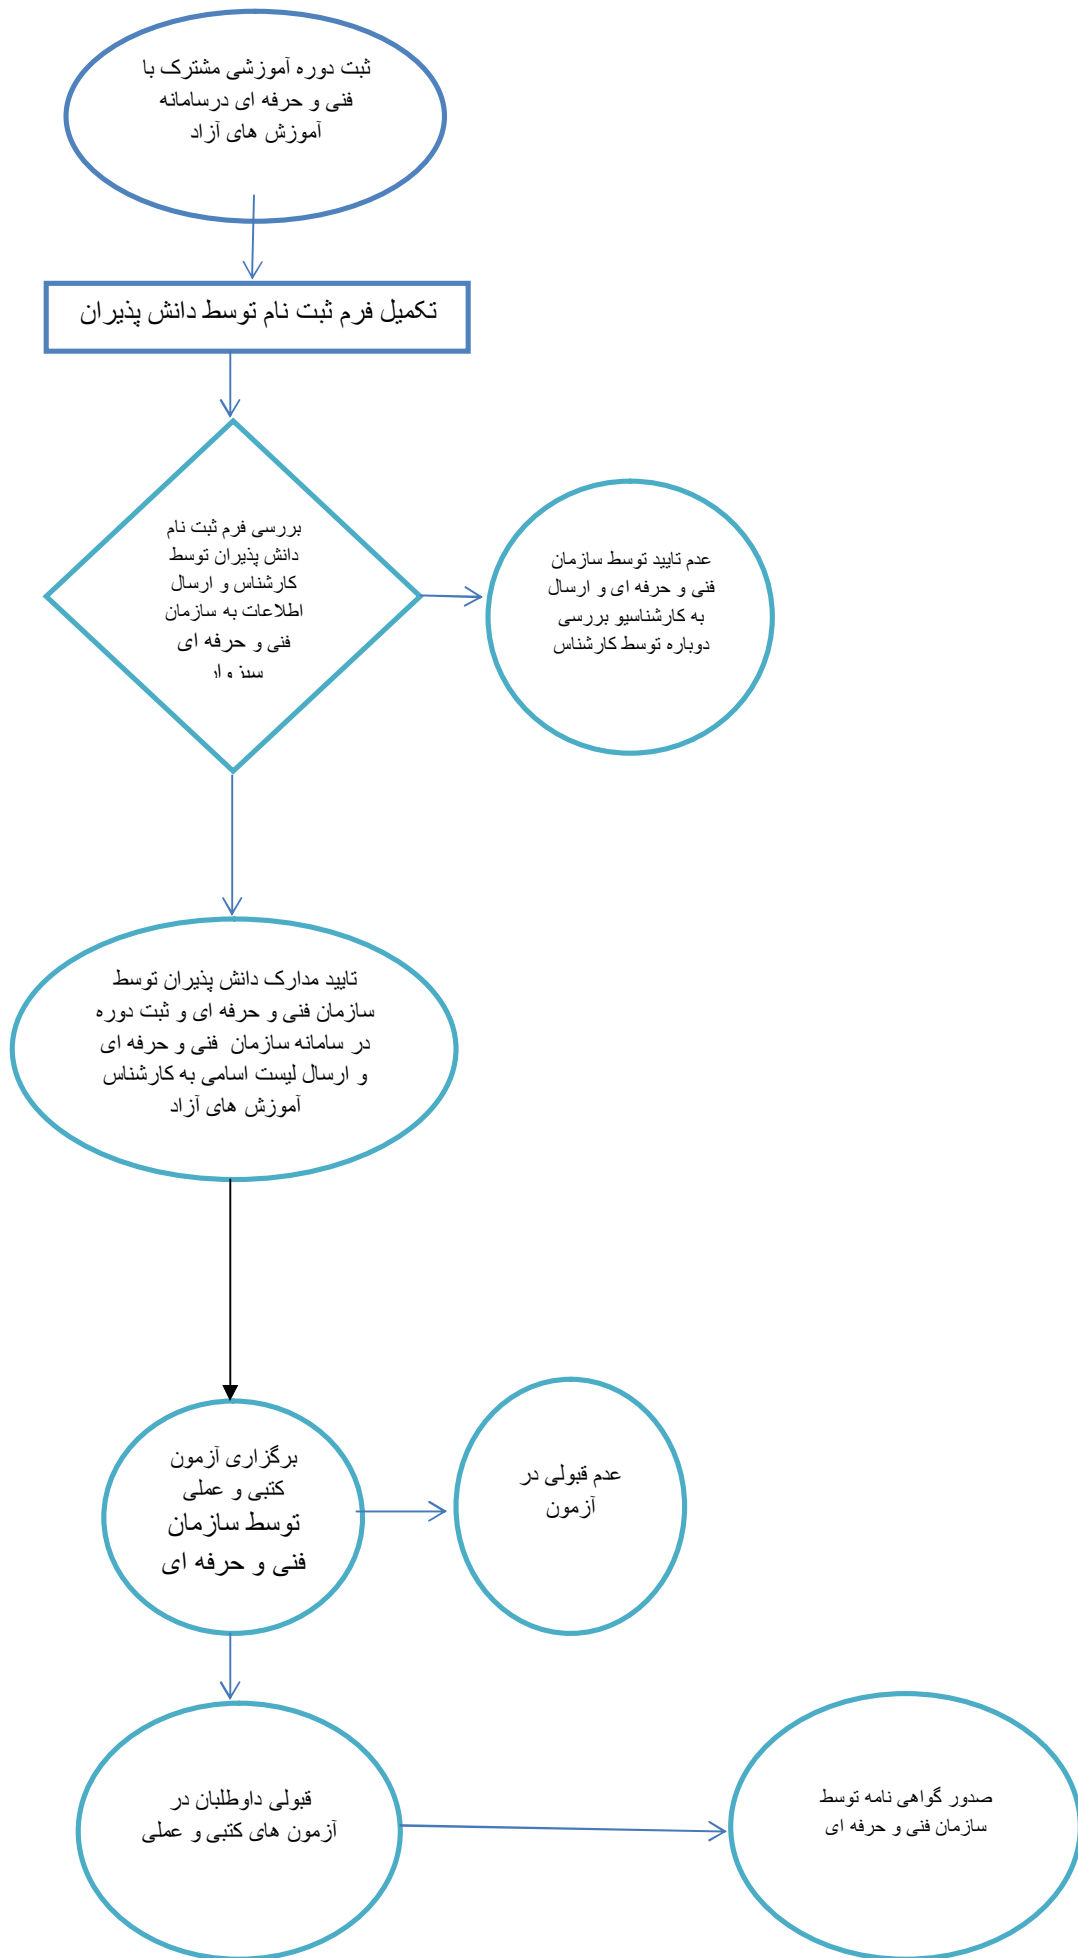 ثبت دوره آموزشی مشترک با
فنی و حرفه ای درسامانه
آموزش های آزاد
تکمیل فرم ثبت نام توسط دانش پذیران
بررسی فرم ثبت نام
دانش پذیران توسط
کارشناس و ارسال
اطلاعات به سازمان
فنی و حرفه ای
سبزوار
عدم تایید توسط سازمان
فنی و حرفه ای و ارسال
به کارشناسیو بررسی
دوباره توسط کارشناس
تایید مدارک دانش پذیران توسط
سازمان فنی و حرفه ای و ثبت دوره
در سامانه سازمان فنی و حرفه ای
و ارسال لیست اسامی به کارشناس
آموزش های آزاد
برگزاری آزمون
کتبی و عملی
توسط سازمان
فنی و حرفه ای
عدم قبولی در
آزمون
قبولی داوطلبان در
آزمون های کتبی و عملی
صدور گواهی نامه توسط
سازمان فنی و حرفه ای